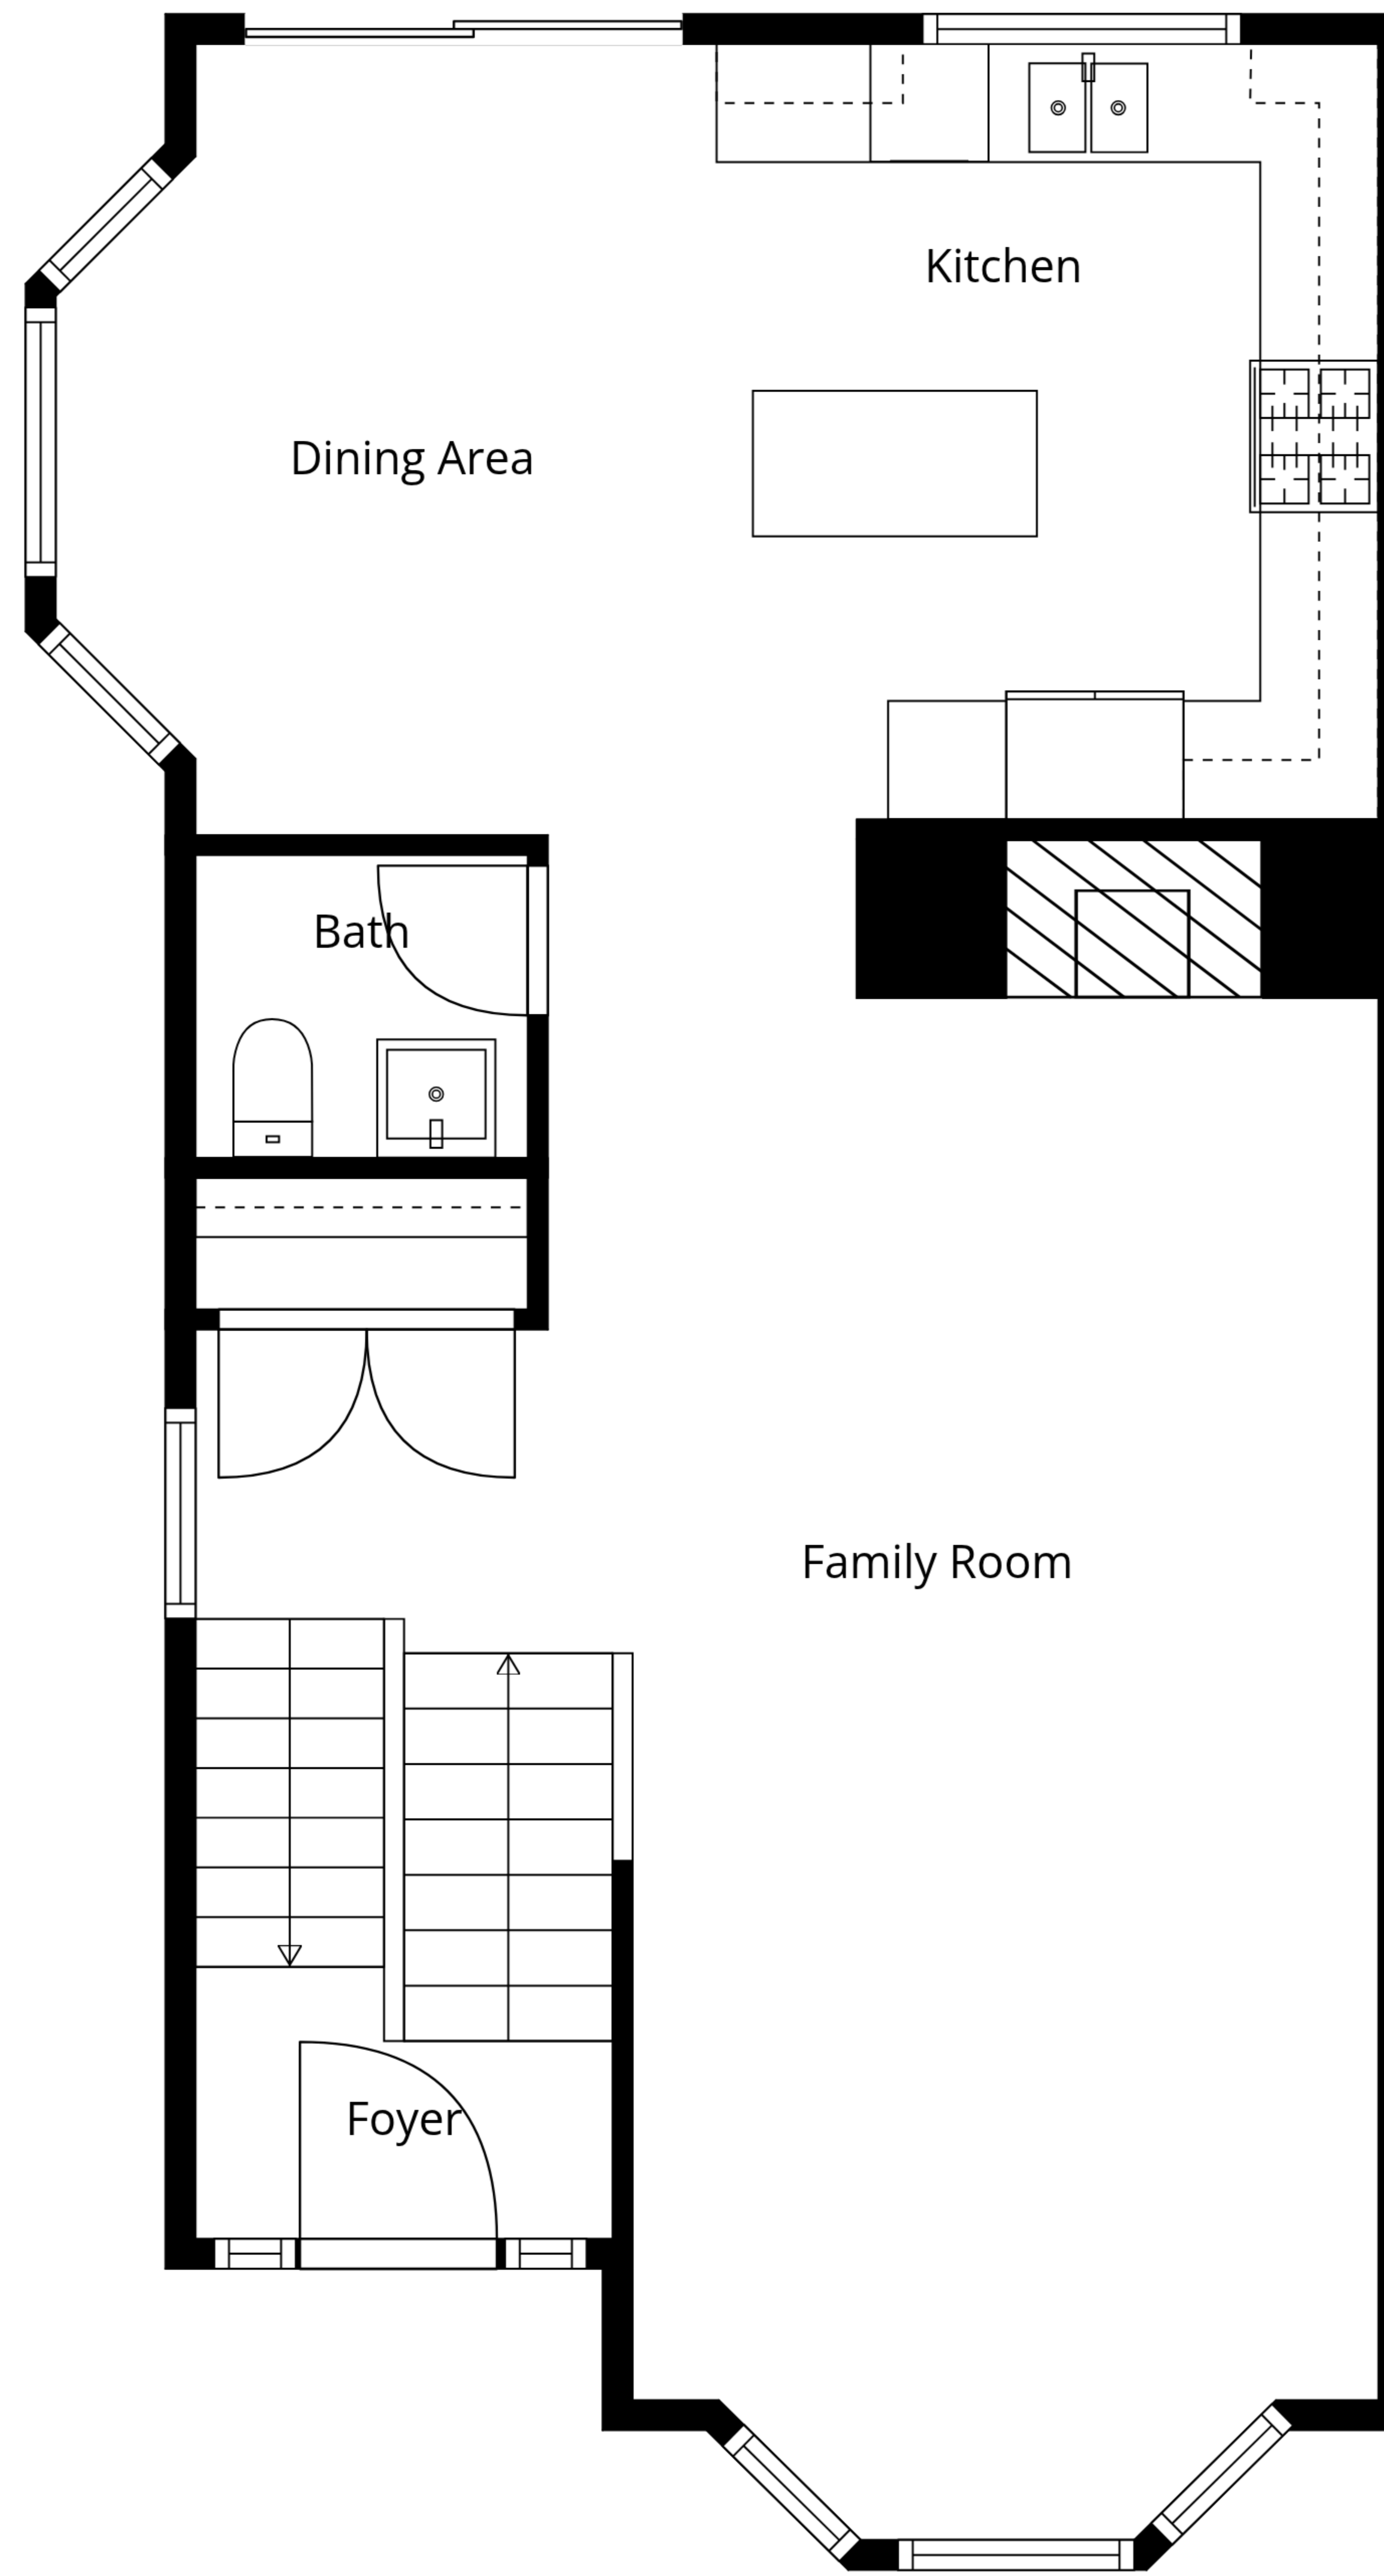 Kitchen
Dining Area
Bath
Family Room
Foyer